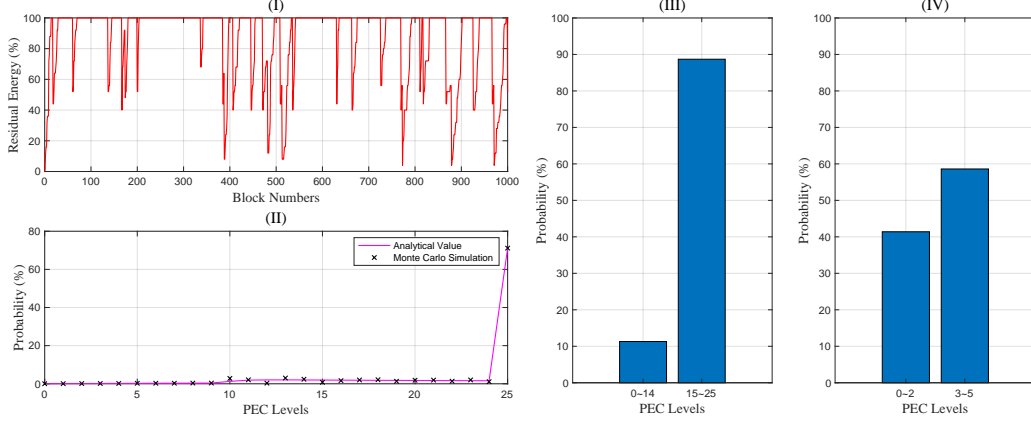 (I)
100
80
60
40
20
0
Residual Energy (%)
0 100 200 300 400 500 600 700 800 900 1000
Block Numbers
(II)
80
60
40
20
0
Probability (%)
Analytical Value
Monte Carlo Simulation
0 5 10 15 20 25
PEC Levels
(III)
100
90
80
70
60
50
40
30
20
10
0
Probability (%)
0~14 15~25
PEC Levels
(IV)
100
90
80
70
60
50
40
30
20
10
0
Probability (%)
0~2 3~5
PEC Levels